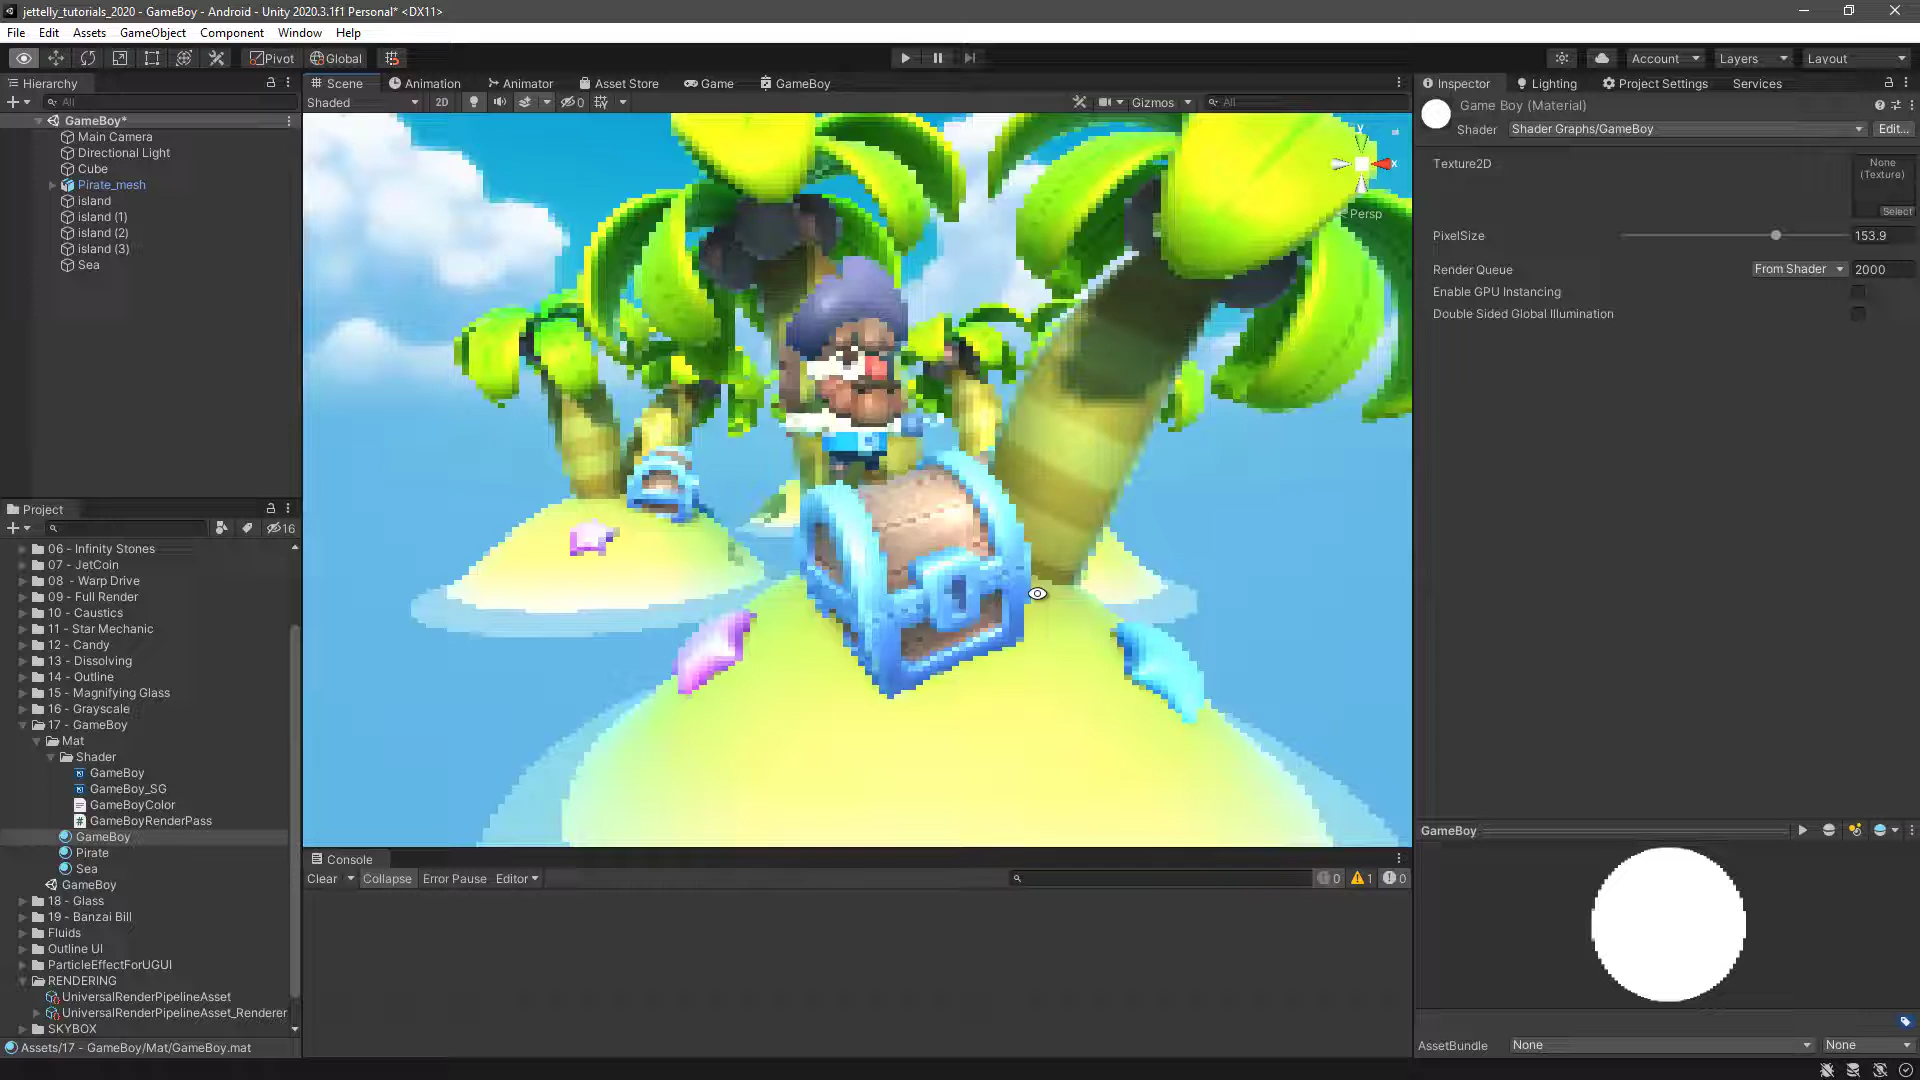 jettelly_tutorials_2020 - GameBoy - Android - Unity 2020.3.1f1 Personal* <DX11>
File Edit Assets GameObject Component Window Help
Pivot Global Account Layers Layout
Hierarchy
All
GameBoy*
Main Camera
Directional Light
Cube
Pirate_mesh
island
island (1)
island (2)
island (3)
Sea
Project
16
06 - Infinity Stones
07 - JetCoin
08 - Warp Drive
09 - Full Render
10 - Caustics
11 - Star Mechanic
12 - Candy
13 - Dissolving
14 - Outline
15 - Magnifying Glass
16 - Grayscale
17 - GameBoy
Mat
Shader
GameBoy
GameBoy_SG
GameBoyColor
GameBoyRenderPass
GameBoy
Pirate
Sea
GameBoy
18 - Glass
19 - Banzai Bill
Fluids
Outline UI
ParticleEffectForUGUI
RENDERING
UniversalRenderPipelineAsset
UniversalRenderPipelineAsset_Renderer
SKYBOX
Assets/17 - GameBoy/Mat/GameBoy.mat
Scene Animation Animator Asset Store Game GameBoy
Shaded 2D 0 Gizmos All
y
x
Persp
Console
Clear Collapse Error Pause Editor 0 1 0
Inspector Lighting Project Settings Services
Game Boy (Material)
Shader Shader Graphs/GameBoy Edit...
Texture2D
None
(Texture)
Select
PixelSize 153.9
Render Queue From Shader 2000
Enable GPU Instancing
Double Sided Global Illumination
GameBoy
AssetBundle None None